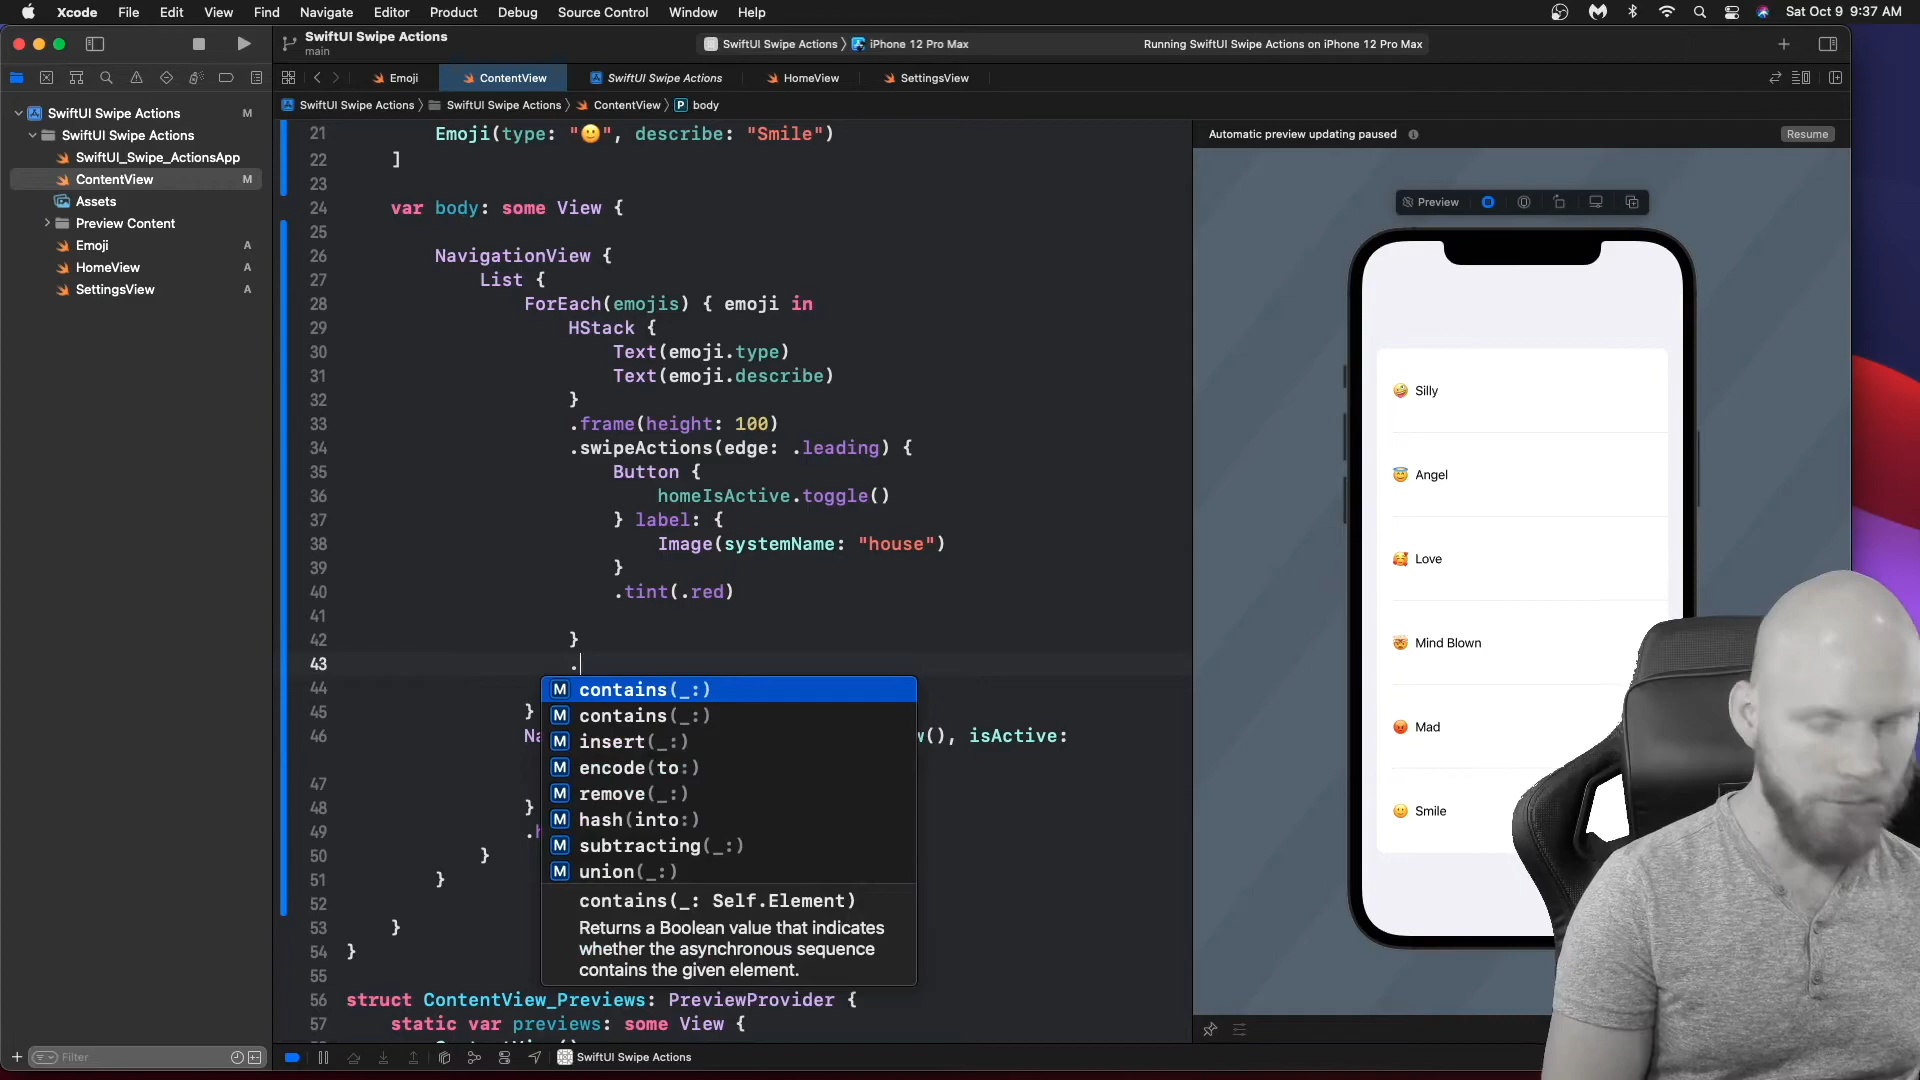 Xcode File Edit View Find Navigate Editor Product Debug Source Control Window Help Sat Oct 9 9:37 AM
SwiftUI Swipe Actions
main
SwiftUI Swipe Actions iPhone 12 Pro Max
Running SwiftUI Swipe Actions on iPhone 12 Pro Max
Emoji ContentView SwiftUI Swipe Actions HomeView SettingsView
SwiftUI Swipe Actions SwiftUI Swipe Actions ContentView P body
SwiftUI Swipe Actions M
SwiftUI Swipe Actions
SwiftUI_Swipe_ActionsApp
ContentView M
Assets
Preview Content
Emoji A
HomeView A
SettingsView A
Filter
21 Emoji(type: "🙂", describe: "Smile")
22 ]
23
24 var body: some View {
25
26 NavigationView {
27 List {
28 ForEach(emojis) { emoji in
29 HStack {
30 Text(emoji.type)
31 Text(emoji.describe)
32 }
33 .frame(height: 100)
34 .swipeActions(edge: .leading) {
35 Button {
36 homeIsActive.toggle()
37 } label: {
38 Image(systemName: "house")
39 }
40 .tint(.red)
41
42 }
43 .
44
45 }
46 (), isActive:
47
48 }
49
50 }
51 }
52
53 }
54 }
55
56 struct ContentView_Previews: PreviewProvider {
57 static var previews: some View {
M contains(_:)
M contains(_:)
M insert(_:)
M encode(to:)
M remove(_:)
M hash(into:)
M subtracting(_:)
M union(_:)
contains(_: Self.Element)
Returns a Boolean value that indicates
whether the asynchronous sequence
contains the given element.
SwiftUI Swipe Actions
Automatic preview updating paused Resume
Preview
🤪 Silly
😇 Angel
🥰 Love
🤯 Mind Blown
😡 Mad
🙂 Smile